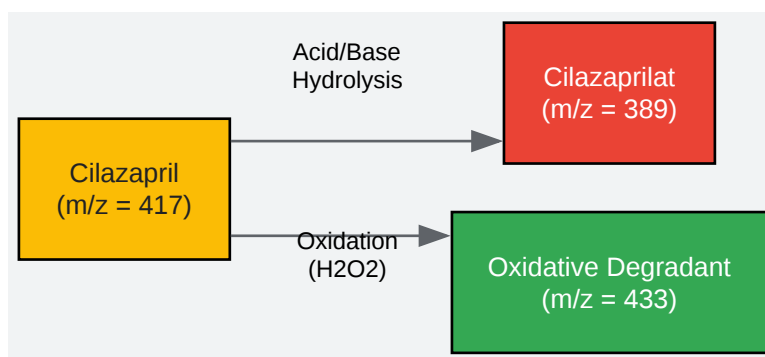 Acid/Base
Hydrolysis
Cilazaprilat
(m/z = 389)
Cilazapril
(m/z = 417)
Oxidation
(H2O2)
Oxidative Degradant
(m/z = 433)